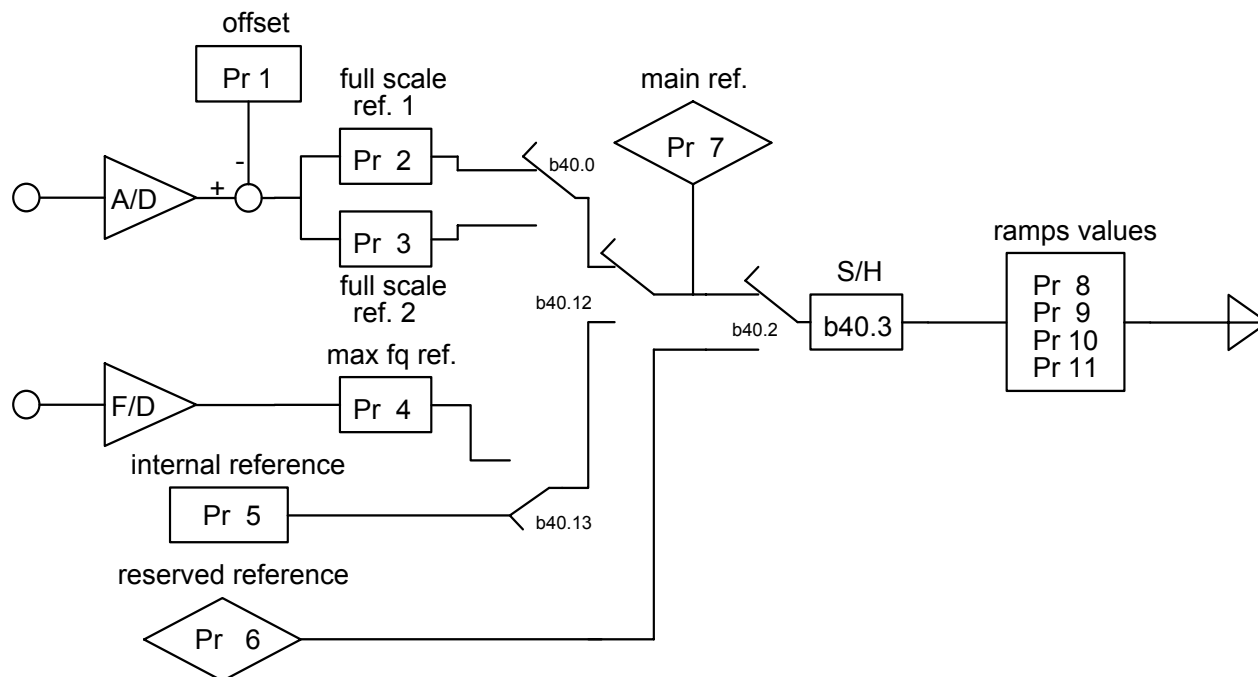 offset
Pr 1
full scale
ref. 1
main ref.
-
Pr 2
b40.0
Pr 7
A/D
+
Pr 3
ramps values
full scale
ref. 2
S/H
Pr 8
Pr 9
Pr 10
Pr 11
b40.12
b40.2
b40.3
max fq ref.
F/D
Pr 4
internal reference
Pr 5
b40.13
reserved reference
Pr 6